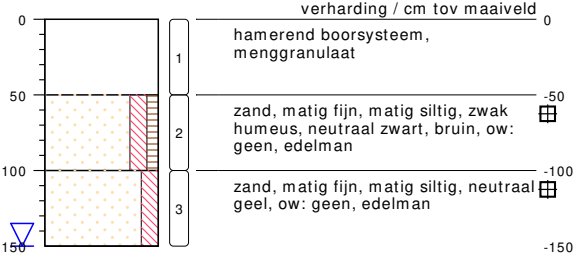 verharding / cm tov maaiveld
0
0
hamerend boorsysteem,
menggranulaat
1
50
-50
zand, matig fijn, matig siltig, zwak
humeus, neutraal zwart, bruin, ow:
geen, edelman
2
100
-100
zand, matig fijn, matig siltig, neutraal
geel, ow: geen, edelman
3
150
-150